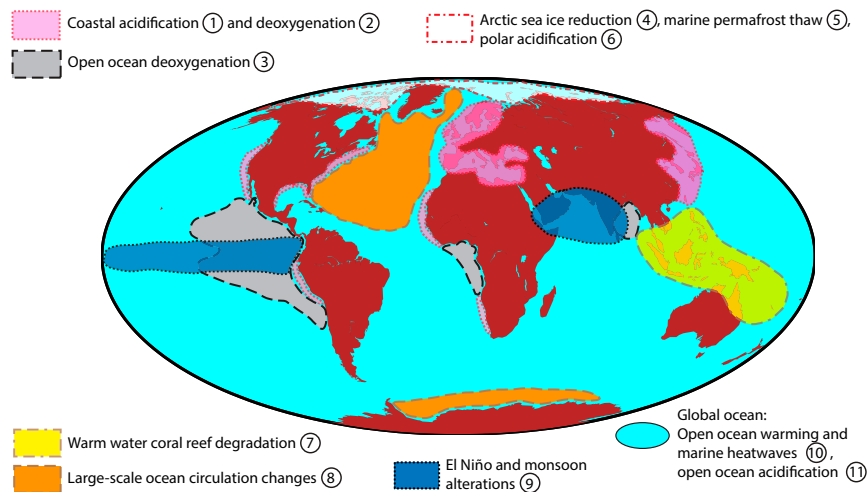 Coastal acidification ① and deoxygenation ②
Open ocean deoxygenation ③
Arctic sea ice reduction ④, marine permafrost thaw ⑤,
polar acidification ⑥
Warm water coral reef degradation ⑦
Large-scale ocean circulation changes ⑧
El Niño and monsoon
alterations ⑨
Global ocean:
Open ocean warming and
marine heatwaves ⑩ ,
open ocean acidification ⑪